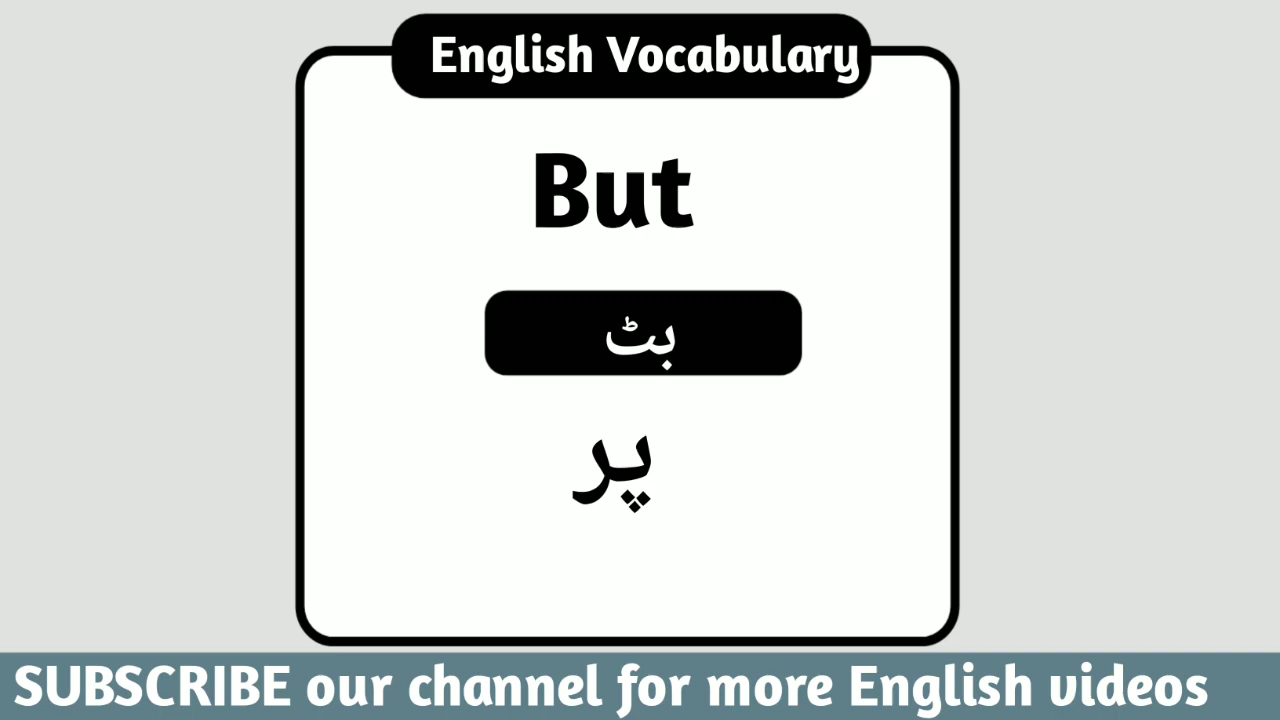 English Vocabulary
But
بٹ
پر
SUBSCRIBE our channel for more English videos